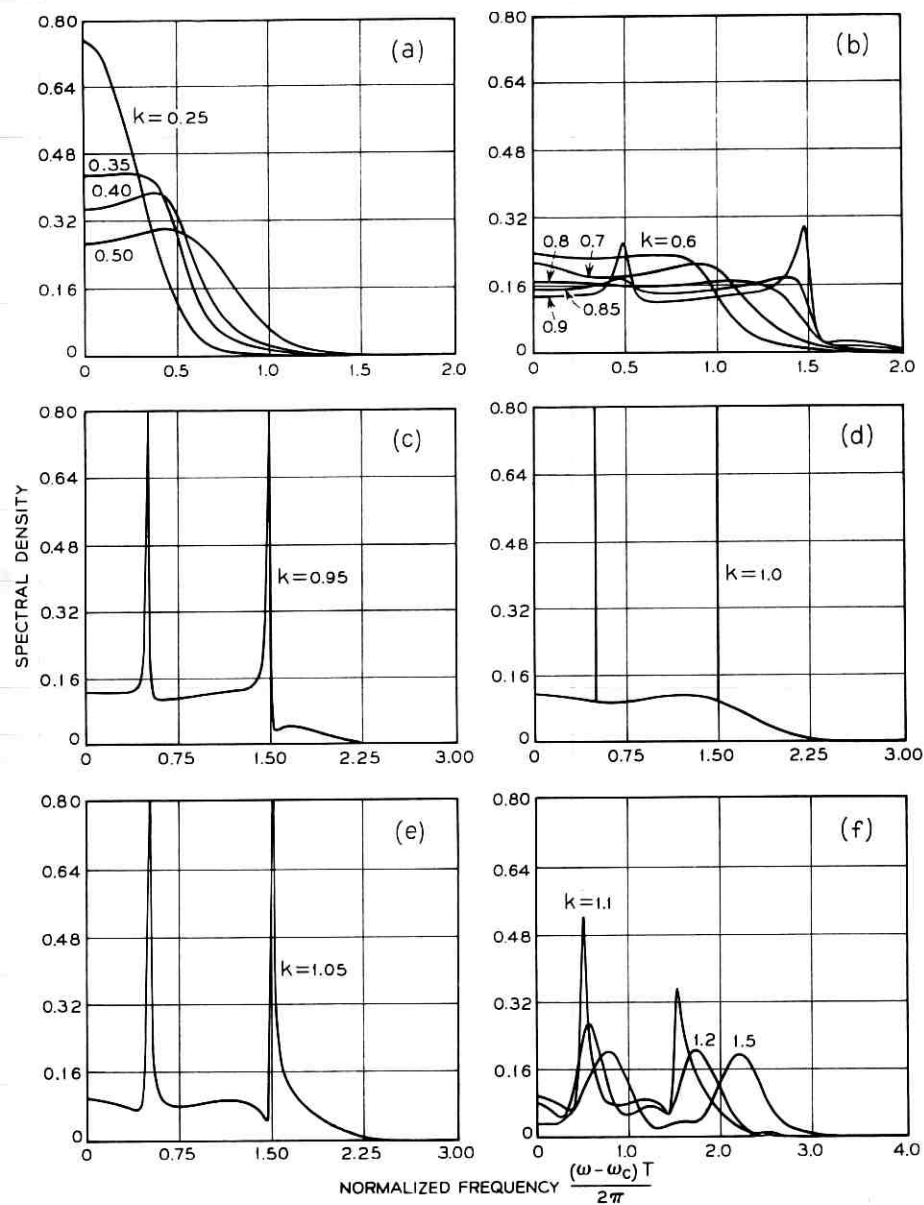 (a)
0.80
0.64
0.48
0.32
0.16
0
k=0.25
0.35
0.40
0.50
0 0.5 1.0 1.5 2.0
(b)
0.80
0.64
0.48
0.32
0.16
0
0.8 0.7 k=0.6
0.85
0.9
0 0.5 1.0 1.5 2.0
SPECTRAL DENSITY
(c)
0.80
0.64
0.48
0.32
0.16
0
k=0.95
0 0.75 1.50 2.25 3.00
(d)
0.80
0.64
0.48
0.32
0.16
0
k=1.0
0 0.75 1.50 2.25 3.00
(e)
0.80
0.64
0.48
0.32
0.16
0
k=1.05
0 0.75 1.50 2.25 3.00
(f)
0.80
0.64
0.48
0.32
0.16
0
k=1.1
1.2 1.5
0 1.0 2.0 3.0 4.0
NORMALIZED FREQUENCY (ω-ωc)T
2π